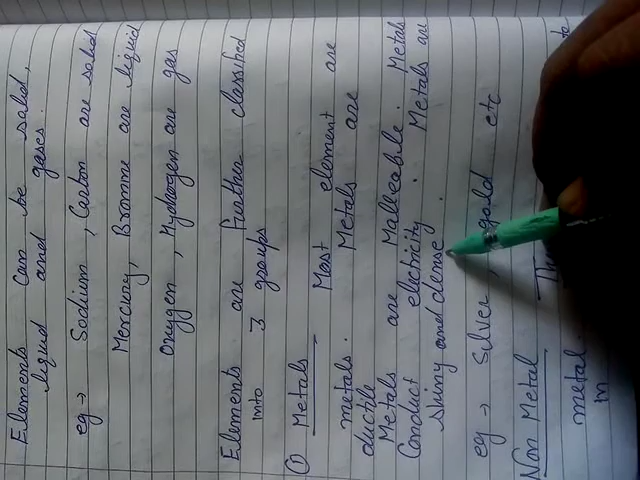 Elements can be solid,
liquid and gases.
eg → Sodium, Carbon are solid
Mercury, Bromine are liquid
Oxygen, Hydrogen are gas
Elements are further classified
into 3 groups
① Metals
Most element are
metals. Metals are
ductile
Metals are Malleable. Metals
Conduct electricity. Metals are
shiny and dense.
eg → Silver, gold etc
Non Metal
metal.
in